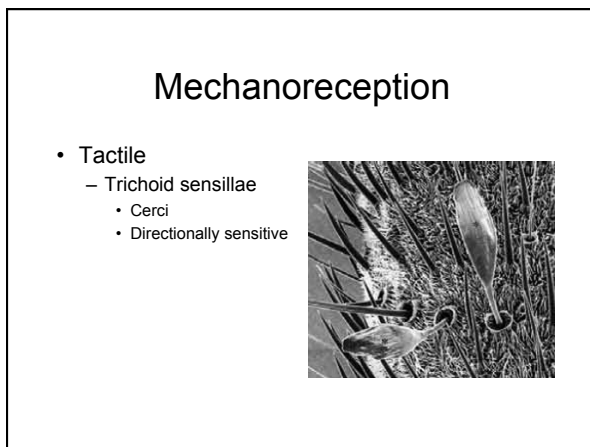 Mechanoreception
• Tactile
– Trichoid sensillae
• Cerci
• Directionally sensitive